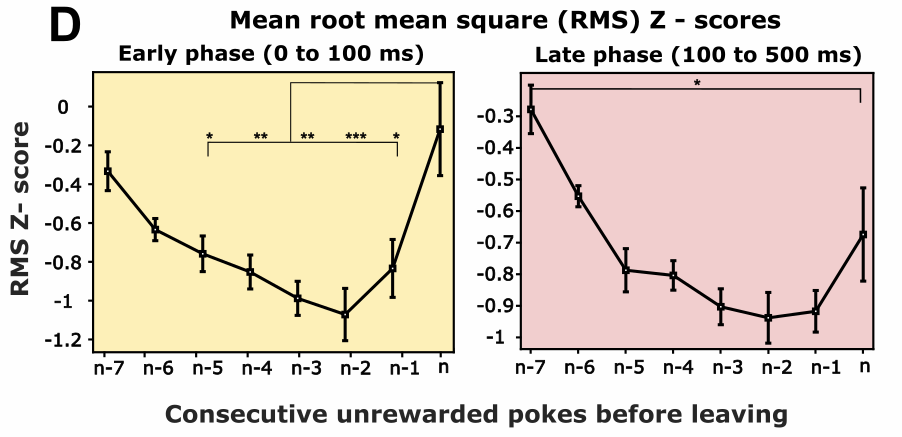 D
Mean root mean square (RMS) Z - scores
Early phase (0 to 100 ms)
Late phase (100 to 500 ms)
RMS Z- score
0
-0.2
-0.4
-0.6
-0.8
-1
-1.2
* ** ** *** *
n-7 n-6 n-5 n-4 n-3 n-2 n-1 n
*
-0.3
-0.4
-0.5
-0.6
-0.7
-0.8
-0.9
-1
n-7 n-6 n-5 n-4 n-3 n-2 n-1 n
Consecutive unrewarded pokes before leaving